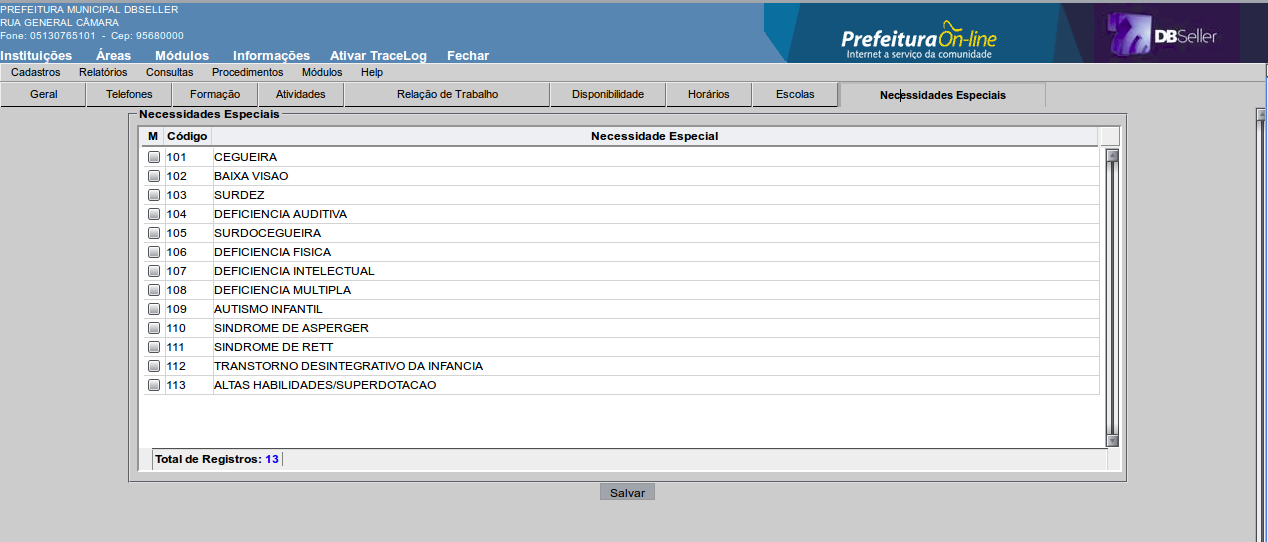 PREFEITURA MUNICIPAL DBSELLER
RUA GENERAL CÂMARA
Fone: 05130765101 - Cep: 95680000
PrefeituraOn-line
Internet a serviço da comunidade
DBSeller
Instituições Áreas Módulos Informações Ativar TraceLog Fechar
Cadastros Relatórios Consultas Procedimentos Módulos Help
Geral Telefones Formação Atividades Relação de Trabalho Disponibilidade Horários Escolas Necessidades Especiais
Necessidades Especiais
M Código Necessidade Especial
101 CEGUEIRA
102 BAIXA VISAO
103 SURDEZ
104 DEFICIENCIA AUDITIVA
105 SURDOCEGUEIRA
106 DEFICIENCIA FISICA
107 DEFICIENCIA INTELECTUAL
108 DEFICIENCIA MULTIPLA
109 AUTISMO INFANTIL
110 SINDROME DE ASPERGER
111 SINDROME DE RETT
112 TRANSTORNO DESINTEGRATIVO DA INFANCIA
113 ALTAS HABILIDADES/SUPERDOTACAO
Total de Registros: 13
Salvar